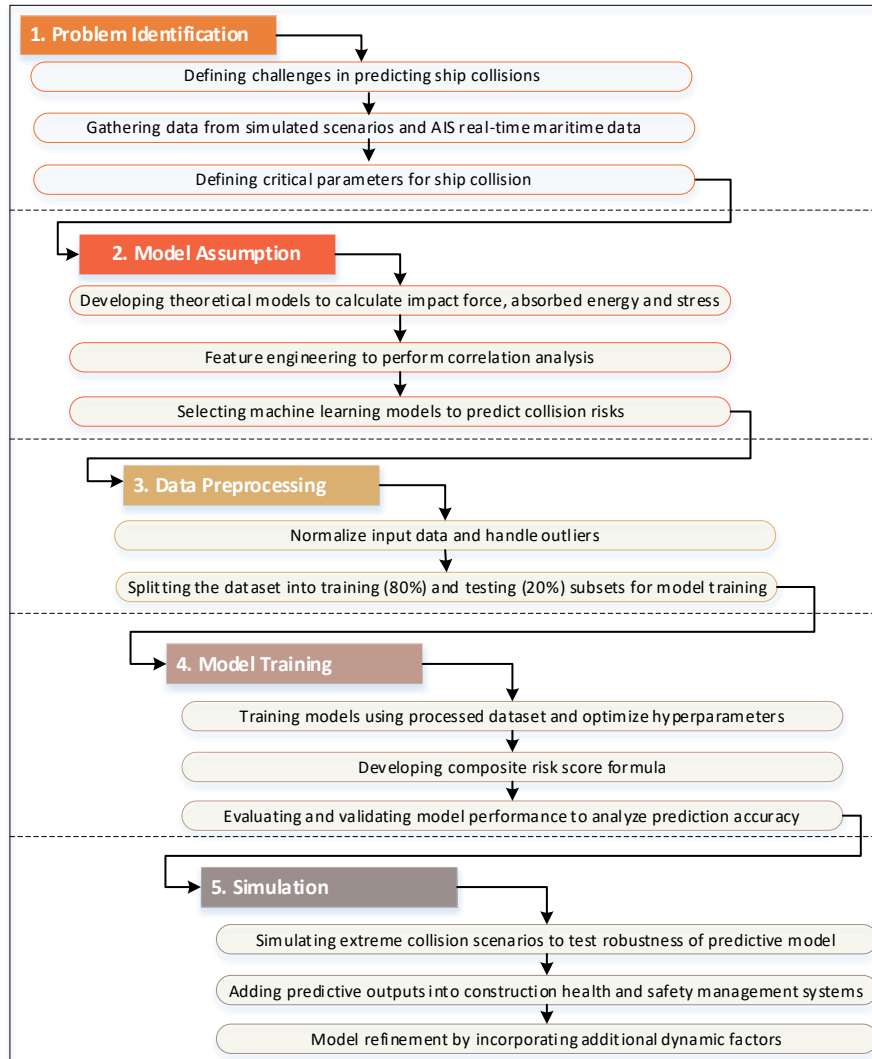 1. Problem Identification
Defining challenges in predicting ship collisions
Gathering data from simulated scenarios and AIS real-time maritime data
Defining critical parameters for ship collision
2. Model Assumption
Developing theoretical models to calculate impact force, absorbed energy and stress
Feature engineering to perform correlation analysis
Selecting machine learning models to predict collision risks
3. Data Preprocessing
Normalize input data and handle outliers
Splitting the dataset into training (80%) and testing (20%) subsets for model training
4. Model Training
Training models using processed dataset and optimize hyperparameters
Developing composite risk score formula
Evaluating and validating model performance to analyze prediction accuracy
5. Simulation
Simulating extreme collision scenarios to test robustness of predictive model
Adding predictive outputs into construction health and safety management systems
Model refinement by incorporating additional dynamic factors